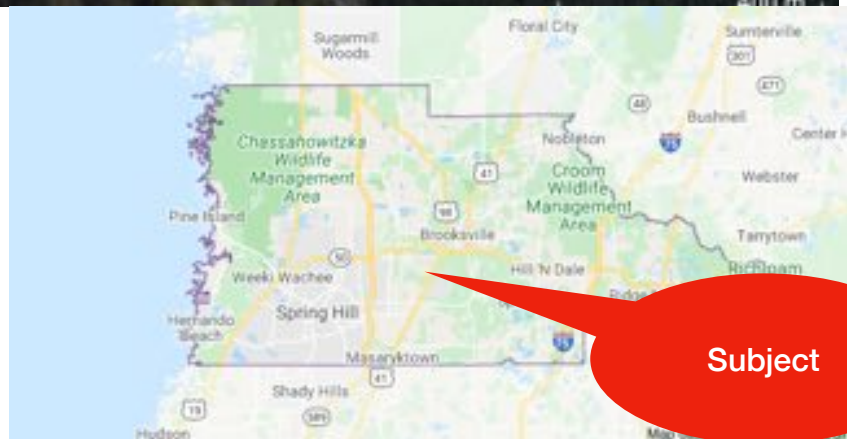 Floral City
Sumterville
Sugarmill
Woods
301
471
48
Bushnell
Chassahowitzka
Wildlife
Management
Area
Nobleton
75
Center
41
Croom
Wildlife
Management
Area
Webster
98
Pine Island
Brooksville
Tarrytown
50
Hill 'N Dale
Weeki Wachee
Spring Hill
Hernando
Beach
75
Subject
Masaryktown
41
Shady Hills
19
589
Hudson
Map